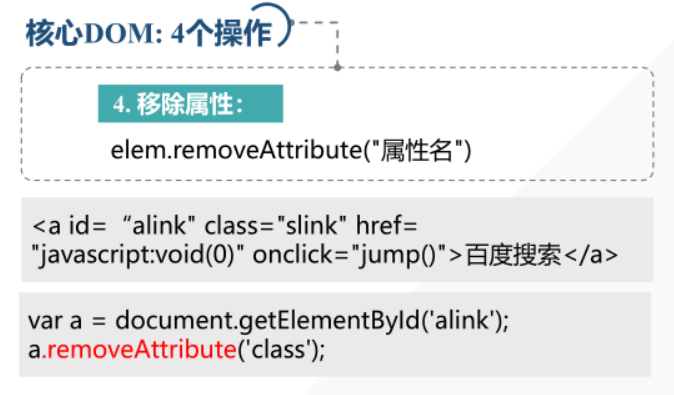 核心DOM: 4个操作
4. 移除属性：
elem.removeAttribute("属性名")
<a id=“alink" class="slink" href=
"javascript:void(0)" onclick="jump()">百度搜索</a>
var a = document.getElementById('alink');
a.removeAttribute('class');